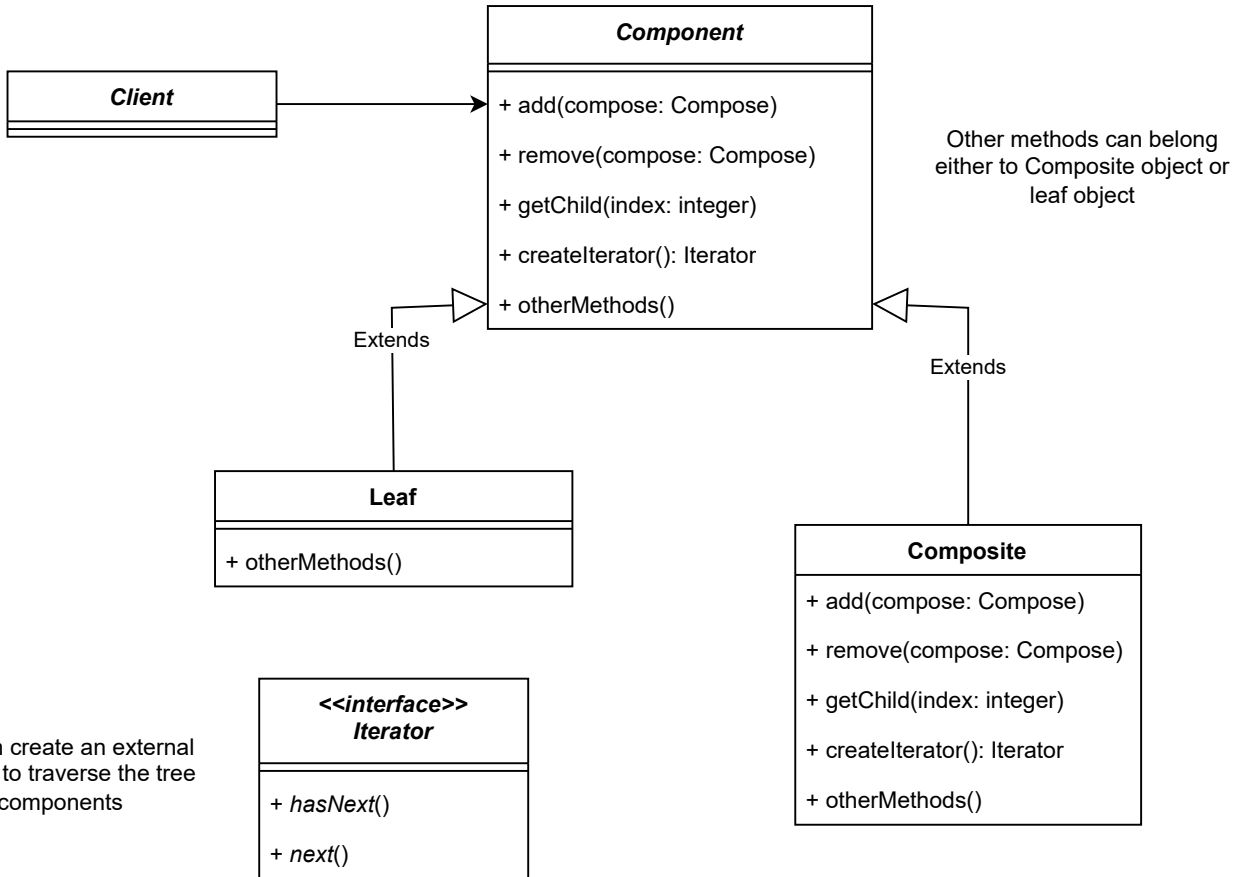 Component
Client
+ add(compose: Compose)
+ remove(compose: Compose)
+ getChild(index: integer)
+ createIterator(): Iterator
+ otherMethods()
Other methods can belong
either to Composite object or
leaf object
Extends
Extends
Leaf
+ otherMethods()
Composite
+ add(compose: Compose)
+ remove(compose: Compose)
+ getChild(index: integer)
+ createIterator(): Iterator
+ otherMethods()
<<interface>>
Iterator
+ hasNext()
+ next()
create an external
to traverse the tree
components